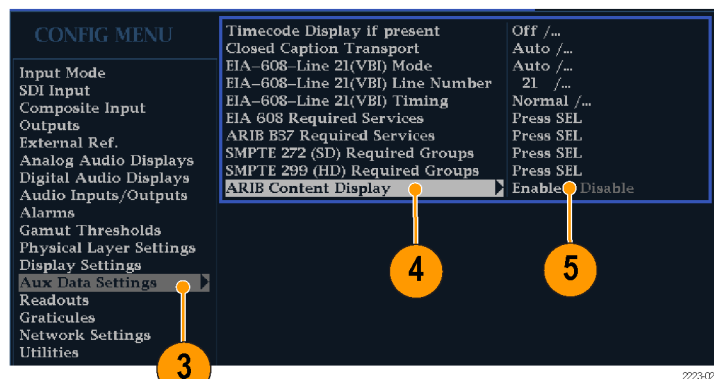 CONFIG MENU
Input Mode
SDI Input
Composite Input
Outputs
External Ref.
Analog Audio Displays
Digital Audio Displays
Audio Inputs/Outputs
Alarms
Gamut Thresholds
Physical Layer Settings
Display Settings
Aux Data Settings
Readouts
Graticules
Network Settings
Utilities
3
Timecode Display if present Off /...
Closed Caption Transport Auto /...
EIA-608-Line 21(VBI) Mode Auto /...
EIA-608-Line 21(VBI) Line Number 21 /...
EIA-608-Line 21(VBI) Timing Normal /...
EIA 608 Required Services Press SEL
ARIB B37 Required Services Press SEL
SMPTE 272 (SD) Required Groups Press SEL
SMPTE 299 (HD) Required Groups Press SEL
ARIB Content Display Enable Disable
4
5
2223-02